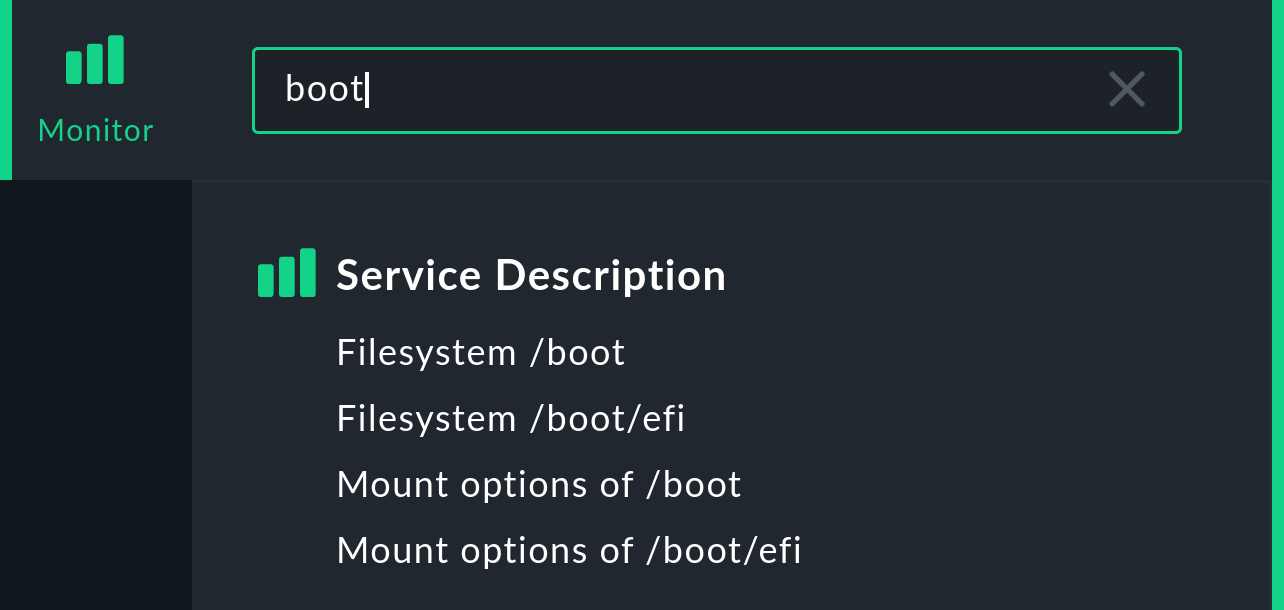 boot
Monitor
Service Description
Filesystem /boot
Filesystem /boot/efi
Mount options of /boot
Mount options of /boot/efi